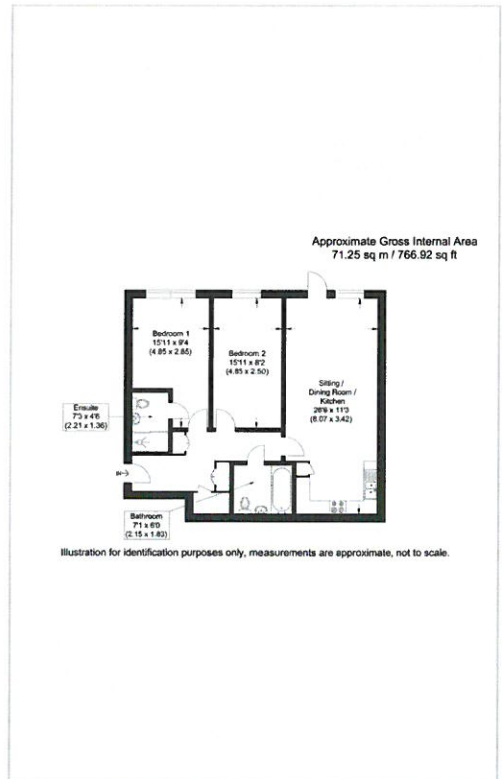 Approximate Gross Internal Area
71.25 sq m / 766.92 sq ft
Bedroom 1
15'11 x 9'4
(4.85 x 2.85)
Bedroom 2
15'11 x 8'2
(4.85 x 2.50)
Sitting /
Dining Room /
Kitchen
26'6 x 11'3
(8.07 x 3.42)
Ensuite
7'3 x 4'6
(2.21 x 1.36)
IN
Bathroom
7'1 x 6'0
(2.15 x 1.83)
Illustration for identification purposes only, measurements are approximate, not to scale.